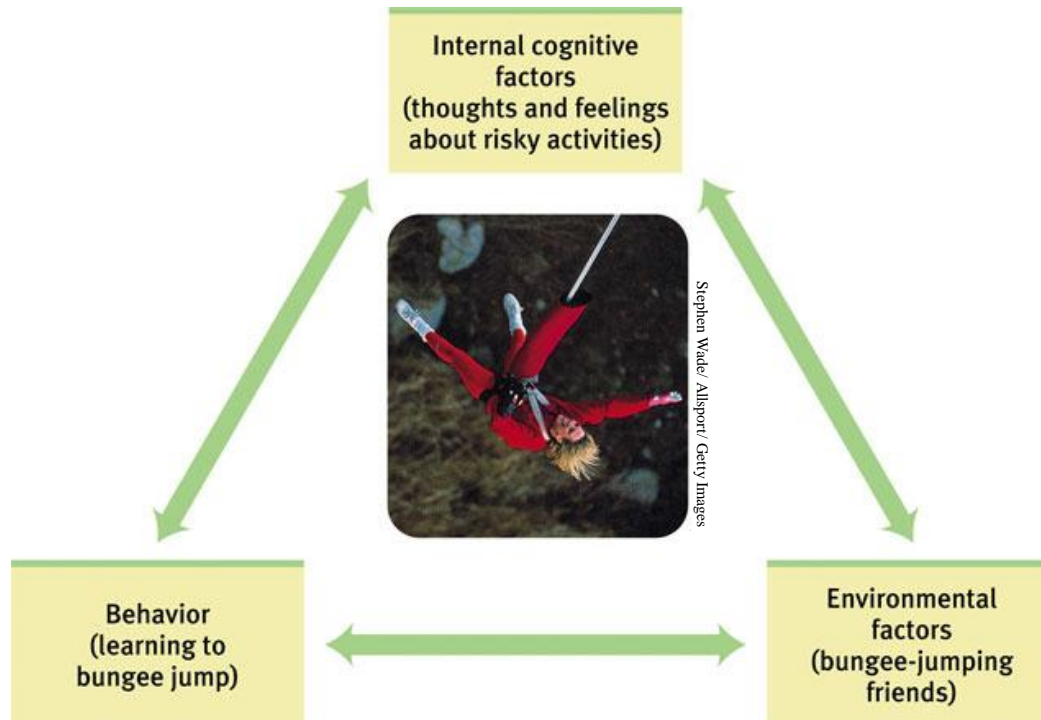 Internal cognitive
factors
(thoughts and feelings
about risky activities)
Stephen Wade/ Allsport/ Getty Images
Behavior
(learning to
bungee jump)
Environmental
factors
(bungee-jumping
friends)